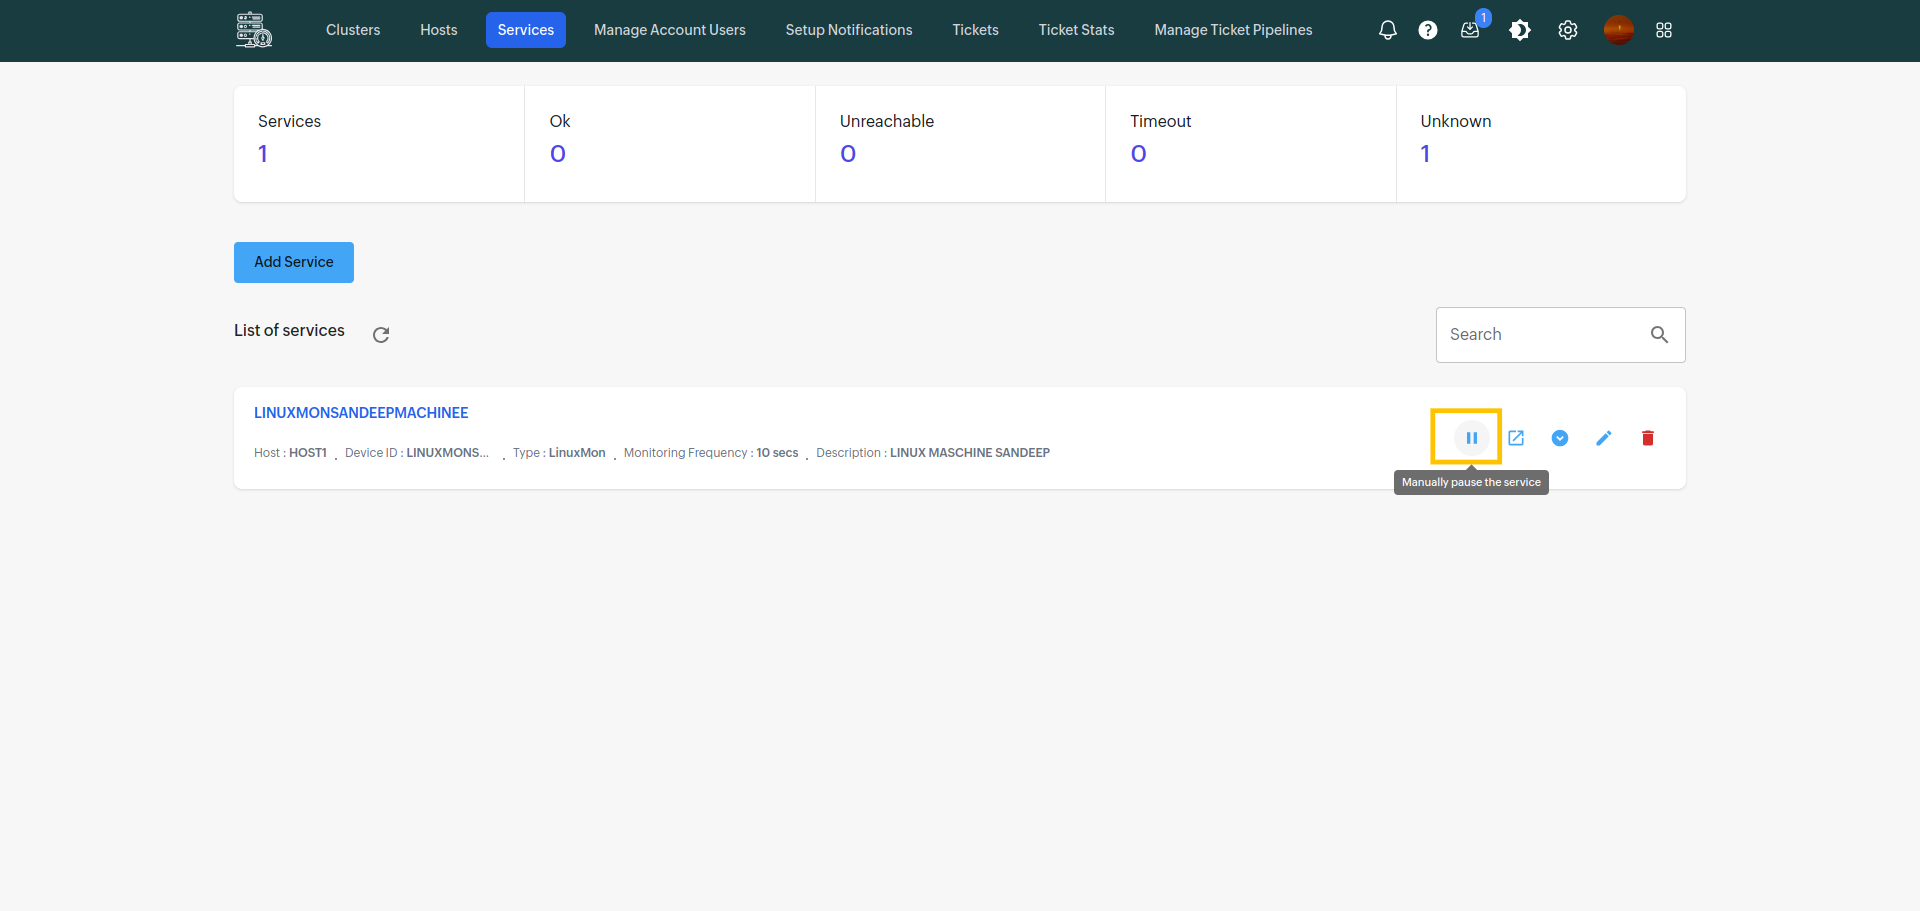 Clusters Hosts Services Manage Account Users Setup Notifications Tickets Ticket Stats Manage Ticket Pipelines 1
Services Ok Unreachable Timeout Unknown
1 0 0 0 1
Add Service
List of services
Search
LINUXMONSANDEEPMACHINEE
Host : HOST1 . Device ID : LINUXMONS... . Type : LinuxMon . Monitoring Frequency : 10 secs . Description : LINUX MASCHINE SANDEEP
Manually pause the service